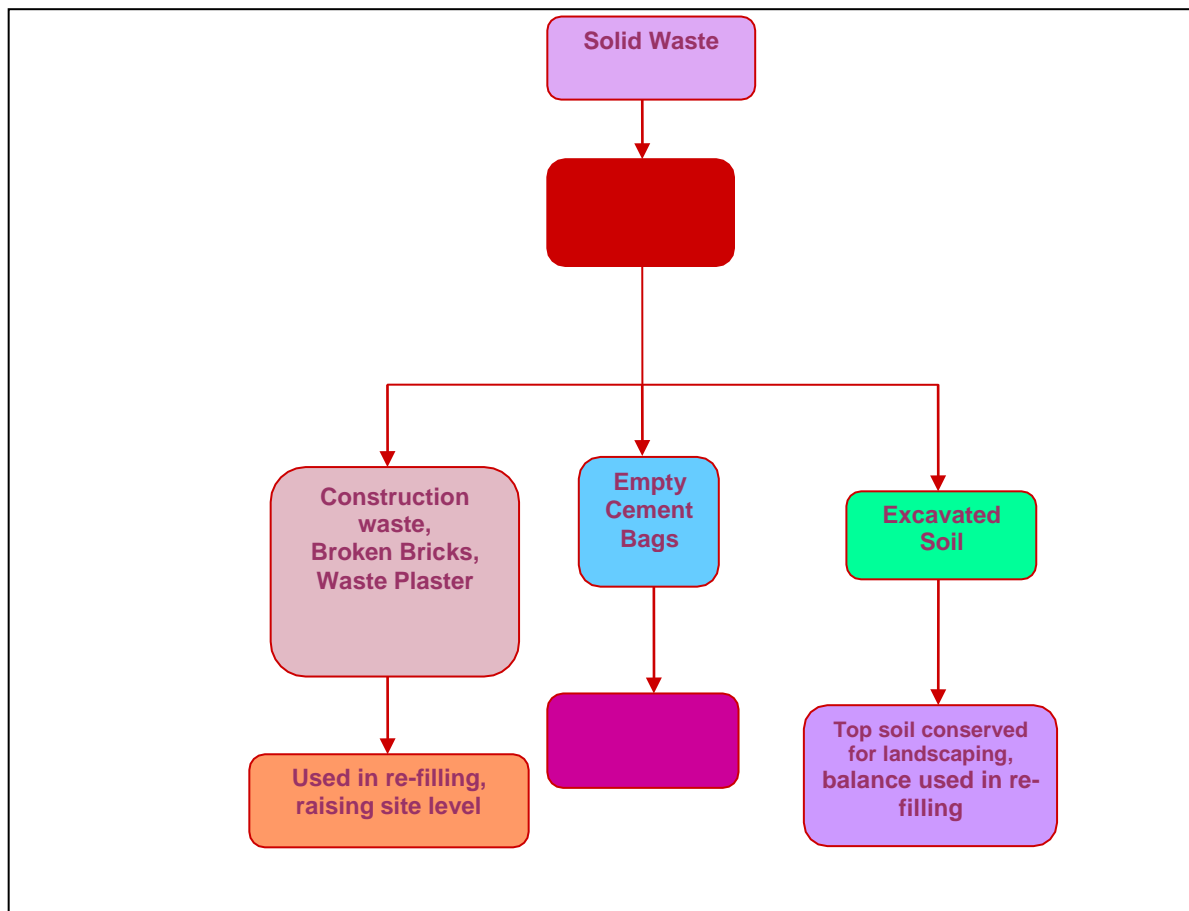 Solid Waste
Construction
waste,
Broken Bricks,
Waste Plaster
Empty
Cement
Bags
Excavated
Soil
Used in re-filling,
raising site level
Top soil conserved
for landscaping,
balance used in re-
filling